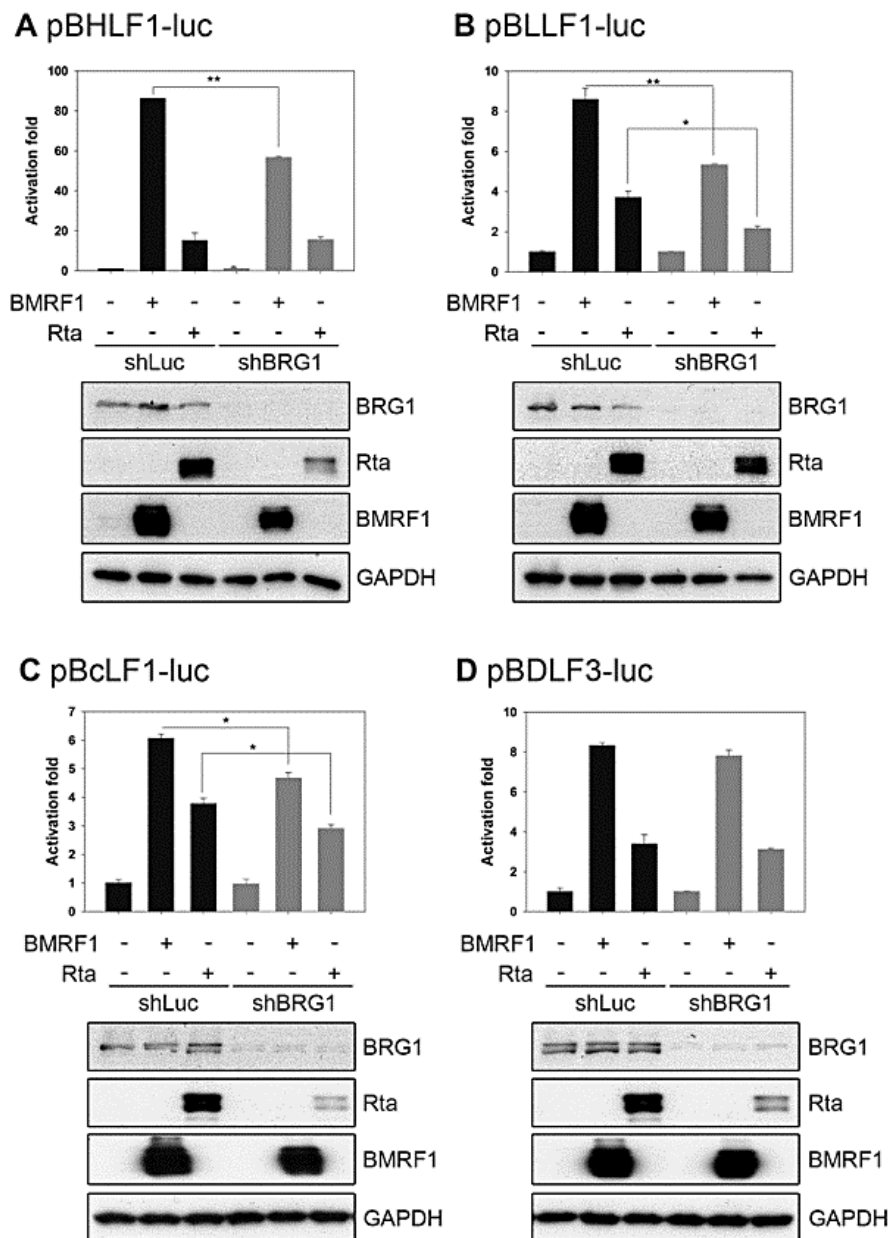 A pBHLF1-luc
**
100
80
60
40
20
0
Activation fold
BMRF1 - + - - + -
Rta - - + - - +
shLuc shBRG1
BRG1
Rta
BMRF1
GAPDH
B pBLLF1-luc
**
*
10
8
6
4
2
0
Activation fold
BMRF1 - + - - + -
Rta - - + - - +
shLuc shBRG1
BRG1
Rta
BMRF1
GAPDH
C pBcLF1-luc
*
*
7
6
5
4
3
2
1
0
Activation fold
BMRF1 - + - - + -
Rta - - + - - +
shLuc shBRG1
BRG1
Rta
BMRF1
GAPDH
D pBDLF3-luc
10
8
6
4
2
0
Activation fold
BMRF1 - + - - + -
Rta - - + - - +
shLuc shBRG1
BRG1
Rta
BMRF1
GAPDH